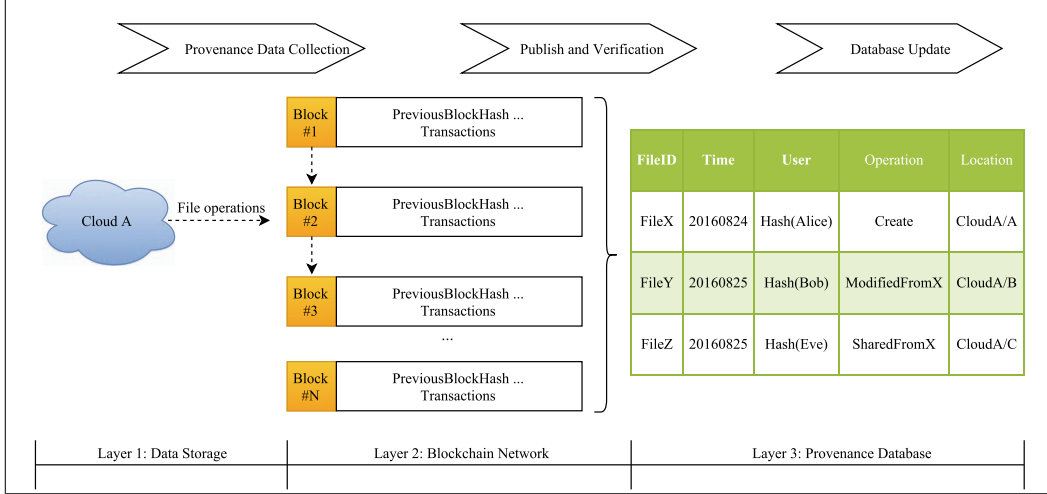 Provenance Data Collection
Publish and Verification
Database Update
Cloud A
File operations
Block #1
PreviousBlockHash ...
Transactions
Block #2
PreviousBlockHash ...
Transactions
Block #3
PreviousBlockHash ...
Transactions
...
Block #N
PreviousBlockHash ...
Transactions
FileID Time User Operation Location
FileX 20160824 Hash(Alice) Create CloudA/A
FileY 20160825 Hash(Bob) ModifiedFromX CloudA/B
FileZ 20160825 Hash(Eve) SharedFromX CloudA/C
Layer 1: Data Storage
Layer 2: Blockchain Network
Layer 3: Provenance Database